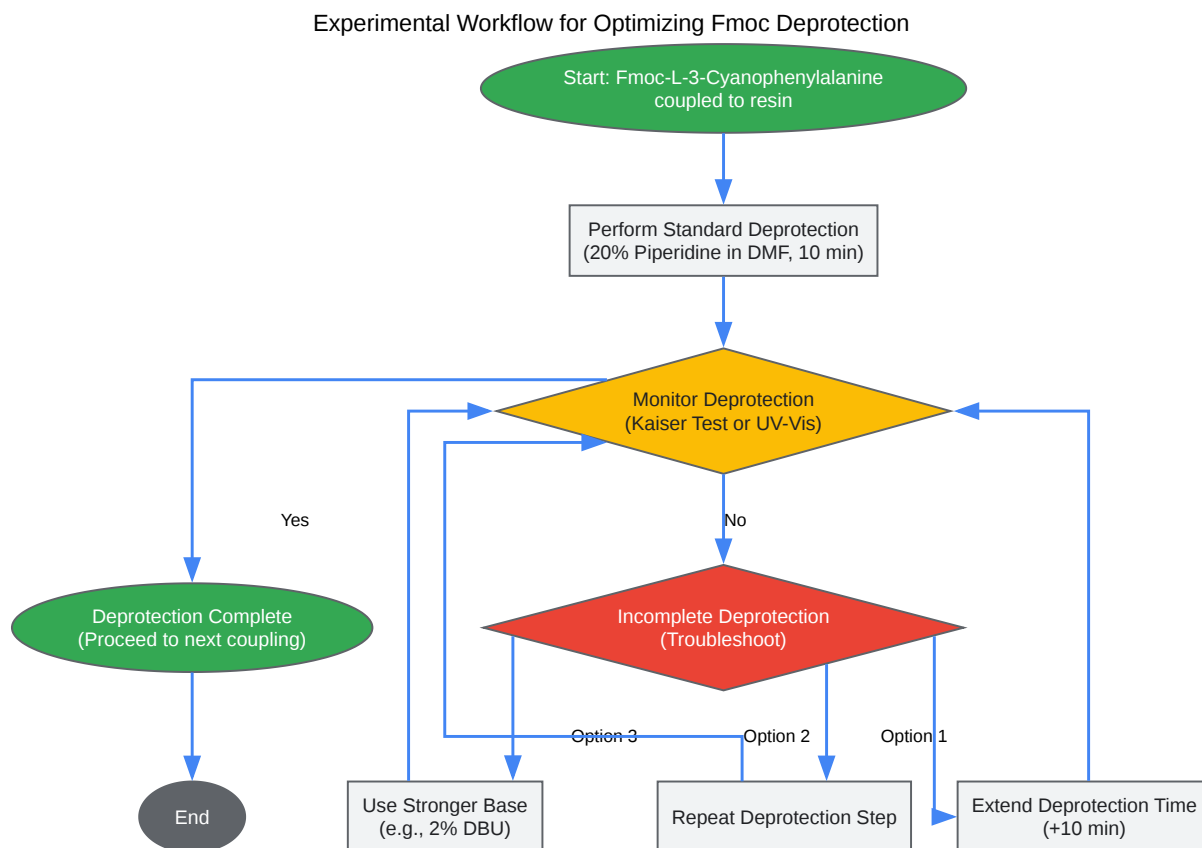 Experimental Workflow for Optimizing Fmoc Deprotection
Start: Fmoc-L-3-Cyanophenylalanine
coupled to resin
Perform Standard Deprotection
(20% Piperidine in DMF, 10 min)
Monitor Deprotection
(Kaiser Test or UV-Vis)
Yes
No
Deprotection Complete
(Proceed to next coupling)
Incomplete Deprotection
(Troubleshoot)
Option 3
Option 2
Option 1
End
Use Stronger Base
(e.g., 2% DBU)
Repeat Deprotection Step
Extend Deprotection Time
(+10 min)